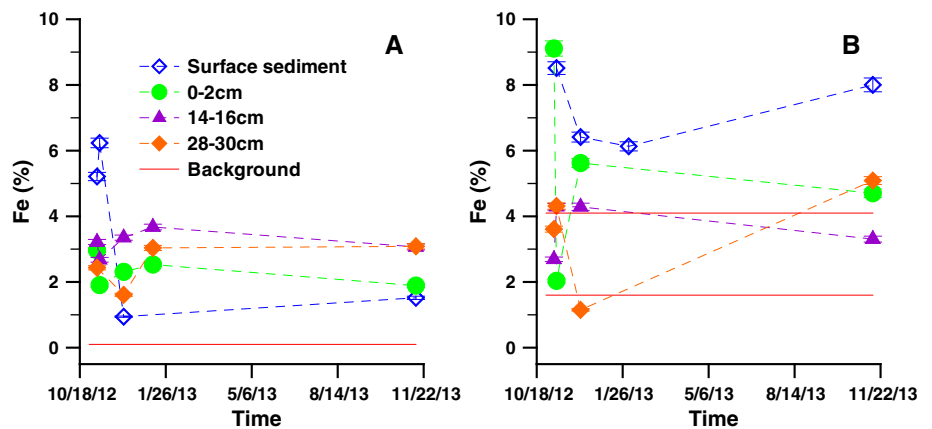 10
8
6
4
2
0
Fe (%)
A
Surface sediment
0-2cm
14-16cm
28-30cm
Background
10/18/12 1/26/13 5/6/13 8/14/13 11/22/13
Time
10
8
6
4
2
0
Fe (%)
B
10/18/12 1/26/13 5/6/13 8/14/13 11/22/13
Time